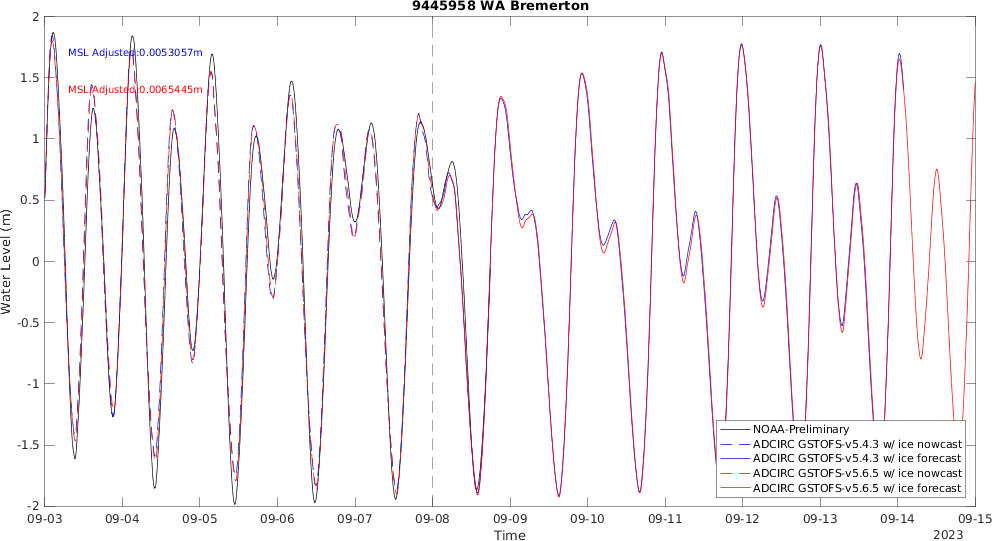 9445958 WA Bremerton
2
1.5
1
0.5
0
-0.5
-1
-1.5
-2
Water Level (m)
MSL Adjusted:0.0053057m
MSL Adjusted:0.0065445m
NOAA-Preliminary
ADCIRC GSTOFS-v5.4.3 w/ ice nowcast
ADCIRC GSTOFS-v5.4.3 w/ ice forecast
ADCIRC GSTOFS-v5.6.5 w/ ice nowcast
ADCIRC GSTOFS-v5.6.5 w/ ice forecast
09-03 09-04 09-05 09-06 09-07 09-08 09-09 09-10 09-11 09-12 09-13 09-14 09-15
Time
2023